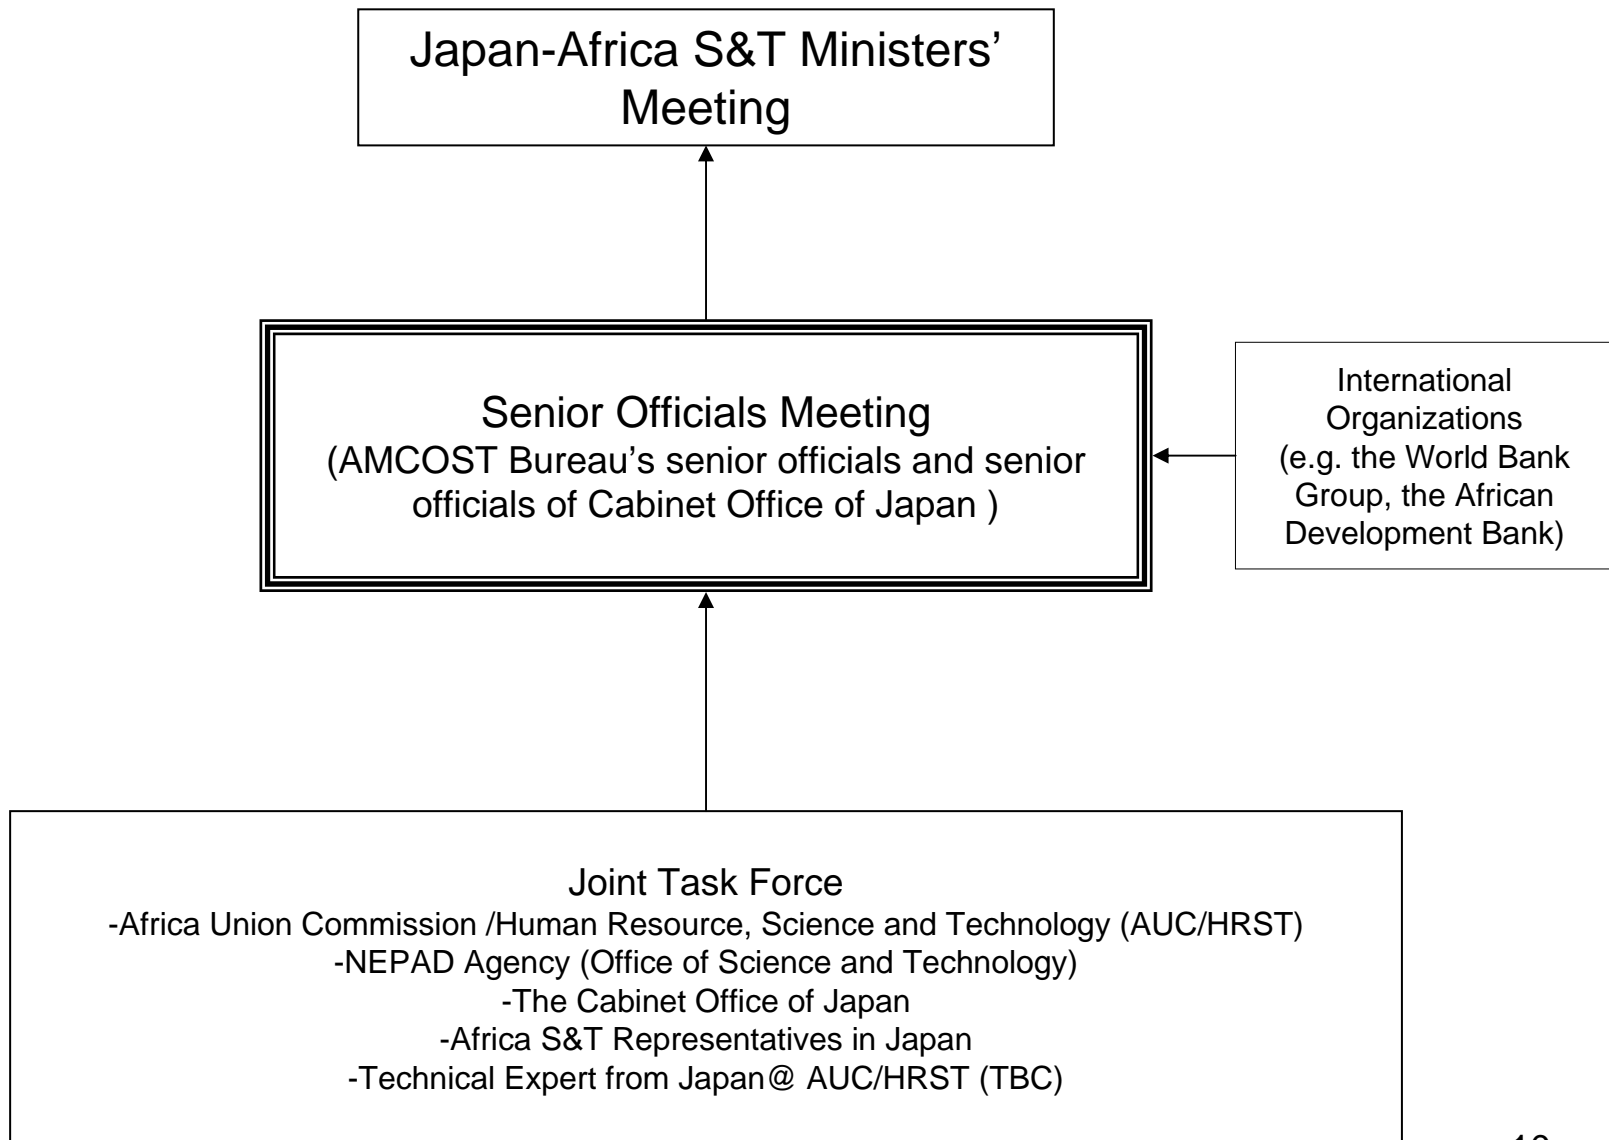 Japan-Africa S&T Ministers’
Meeting
Senior Officials Meeting
(AMCOST Bureau’s senior officials and senior
officials of Cabinet Office of Japan )
International
Organizations
(e.g. the World Bank
Group, the African
Development Bank)
Joint Task Force
-Africa Union Commission /Human Resource, Science and Technology (AUC/HRST)
-NEPAD Agency (Office of Science and Technology)
-The Cabinet Office of Japan
-Africa S&T Representatives in Japan
-Technical Expert from Japan@ AUC/HRST (TBC)